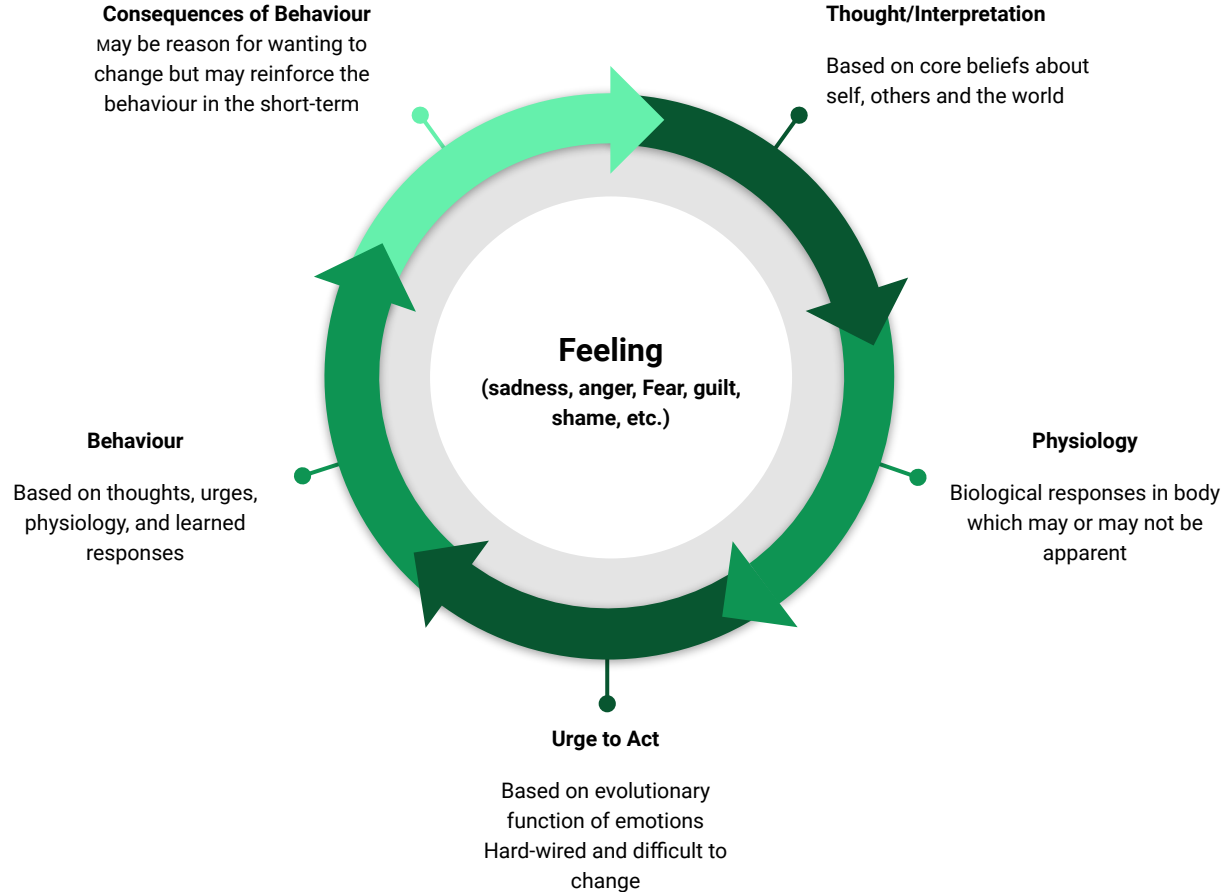 Consequences of Behaviour
May be reason for wanting to
change but may reinforce the
behaviour in the short-term
Thought/Interpretation
Based on core beliefs about
self, others and the world
Feeling
(sadness, anger, Fear, guilt,
shame, etc.)
Behaviour
Based on thoughts, urges,
physiology, and learned
responses
Physiology
Biological responses in body
which may or may not be
apparent
Urge to Act
Based on evolutionary
function of emotions
Hard-wired and difficult to
change